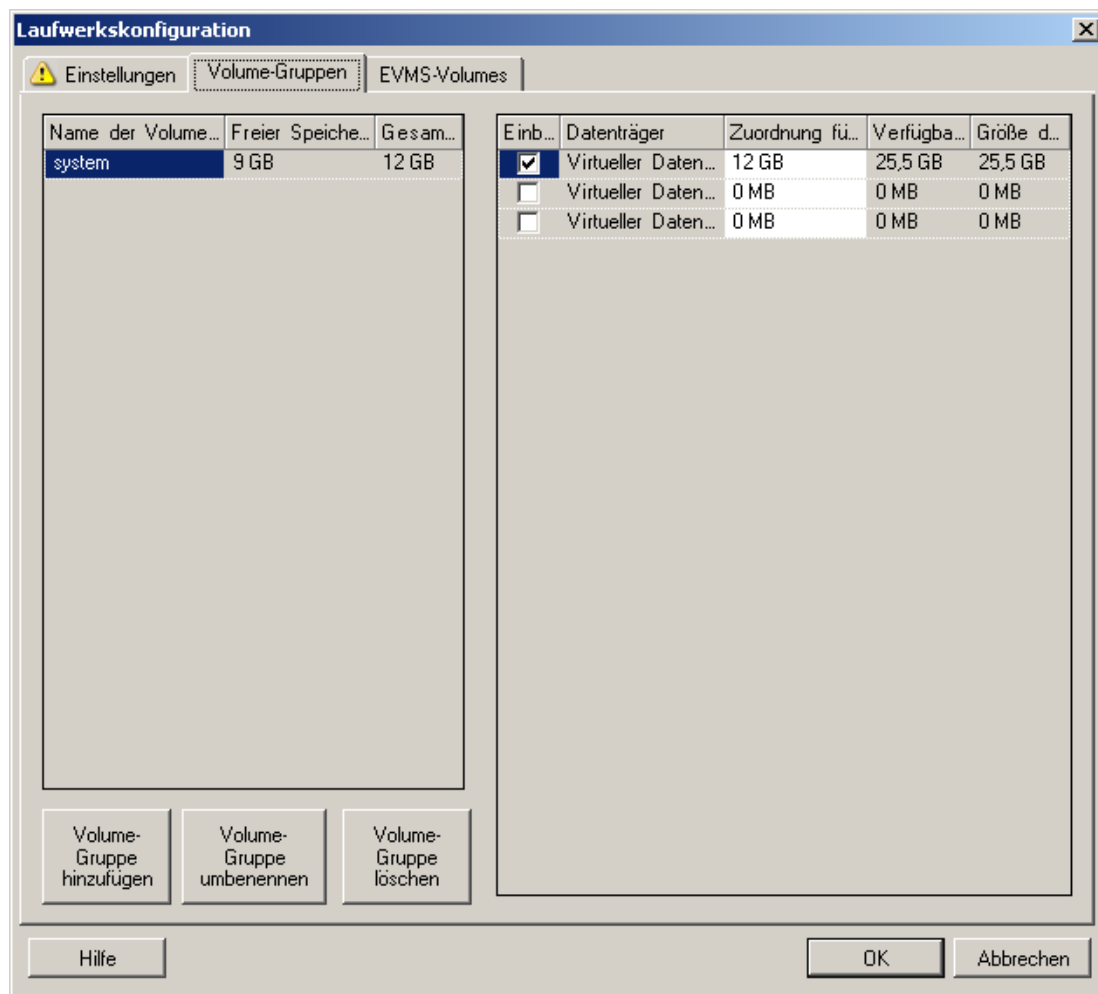 Laufwerkskonfiguration
Einstellungen Volume-Gruppen EVMS-Volumes
Name der Volume... Freier Speiche... Gesam...
system 9 GB 12 GB
Einb... Datenträger Zuordnung fü... Verfügba... Größe d...
Virtueller Daten... 12 GB 25,5 GB 25,5 GB
Virtueller Daten... 0 MB 0 MB 0 MB
Virtueller Daten... 0 MB 0 MB 0 MB
Volume-
Gruppe
hinzufügen
Volume-
Gruppe
umbenennen
Volume-
Gruppe
löschen
Hilfe OK Abbrechen